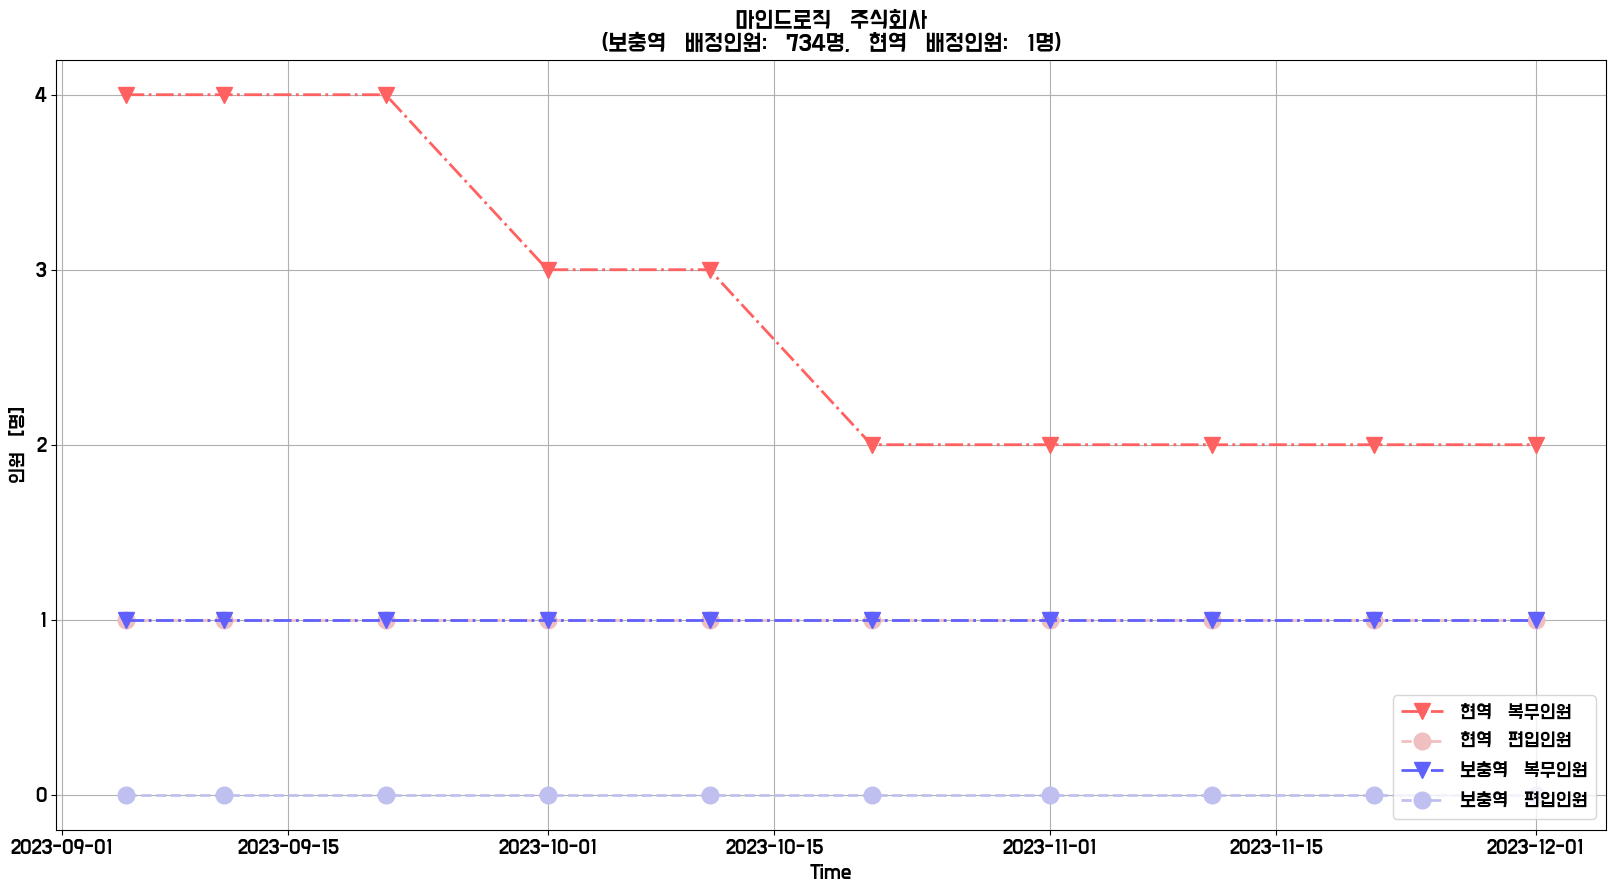 마인드로직 주식회사
(보충역 배정인원: 734명, 현역 배정인원: 1명)
인원 [명]
4
3
2
1
0
현역 복무인원
현역 편입인원
보충역 복무인원
보충역 편입인원
2023-09-01 2023-09-15 2023-10-01 2023-10-15 2023-11-01 2023-11-15 2023-12-01
Time